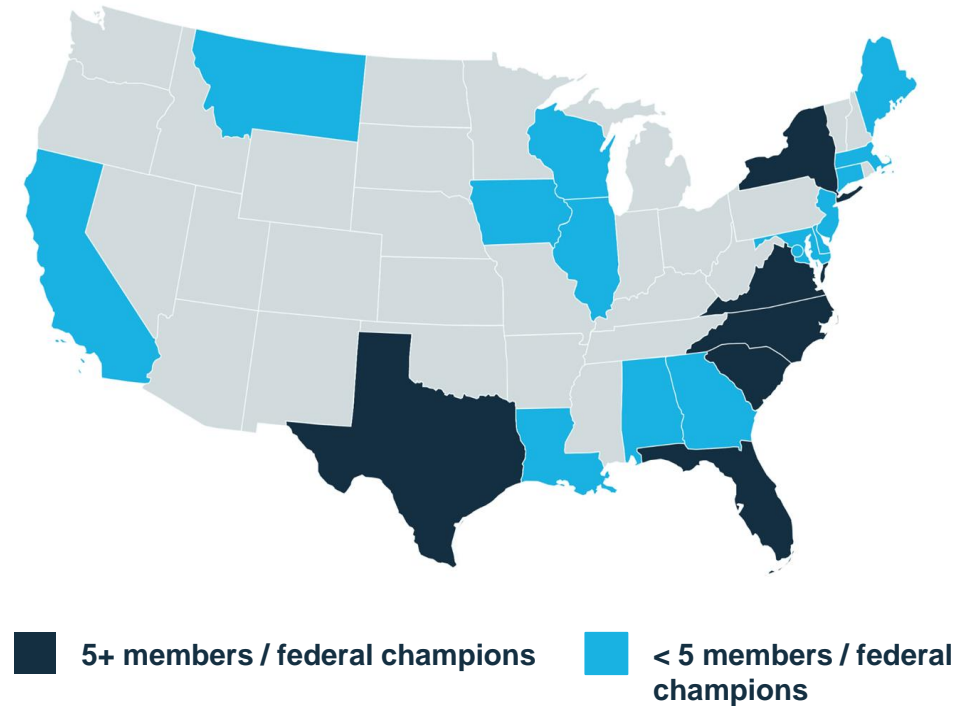 5+ members / federal champions
< 5 members / federal
champions